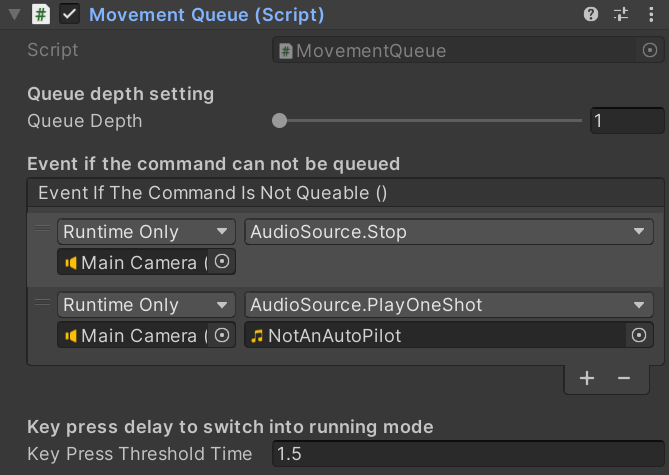 Movement Queue (Script)
Script MovementQueue
Queue depth setting
Queue Depth 1
Event if the command can not be queued
Event If The Command Is Not Queable ()
Runtime Only AudioSource.Stop
Main Camera (
Runtime Only AudioSource.PlayOneShot
Main Camera ( NotAnAutoPilot
+ −
Key press delay to switch into running mode
Key Press Threshold Time 1.5